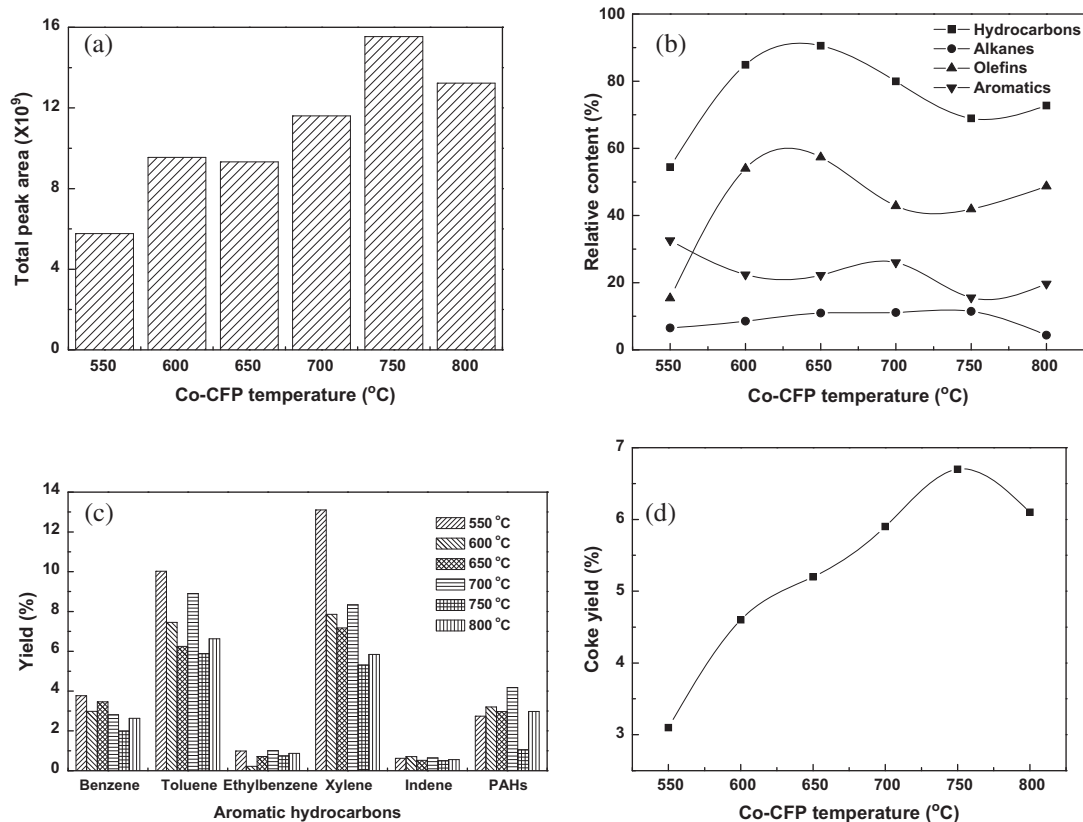 (a)
Total peak area (X10⁹)
16
12
8
4
0
550 600 650 700 750 800
Co-CFP temperature (°C)
(b)
Relative content (%)
100
80
60
40
20
0
Hydrocarbons
Alkanes
Olefins
Aromatics
550 600 650 700 750 800
Co-CFP temperature (°C)
(c)
Yield (%)
14
12
10
8
6
4
2
0
550 °C
600 °C
650 °C
700 °C
750 °C
800 °C
Benzene Toluene Ethylbenzene Xylene Indene PAHs
Aromatic hydrocarbons
(d)
Coke yield (%)
7
6
5
4
3
550 600 650 700 750 800
Co-CFP temperature (°C)